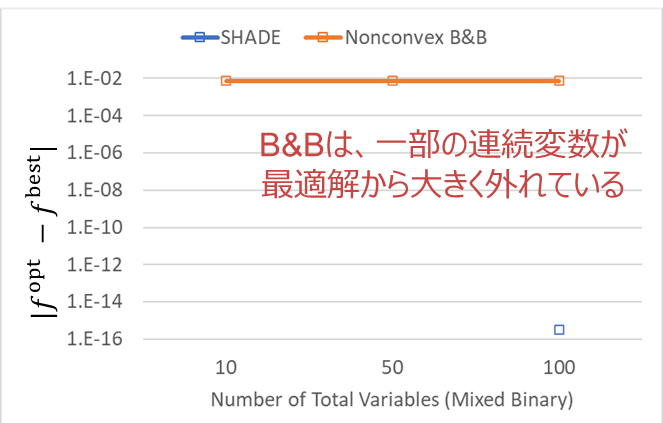 SHADE Nonconvex B&B
1.E-02
1.E-04
1.E-06
1.E-08
1.E-10
1.E-12
1.E-14
1.E-16
|f^opt − f^best|
B&Bは、一部の連続変数が
最適解から大きく外れている
10 50 100
Number of Total Variables (Mixed Binary)